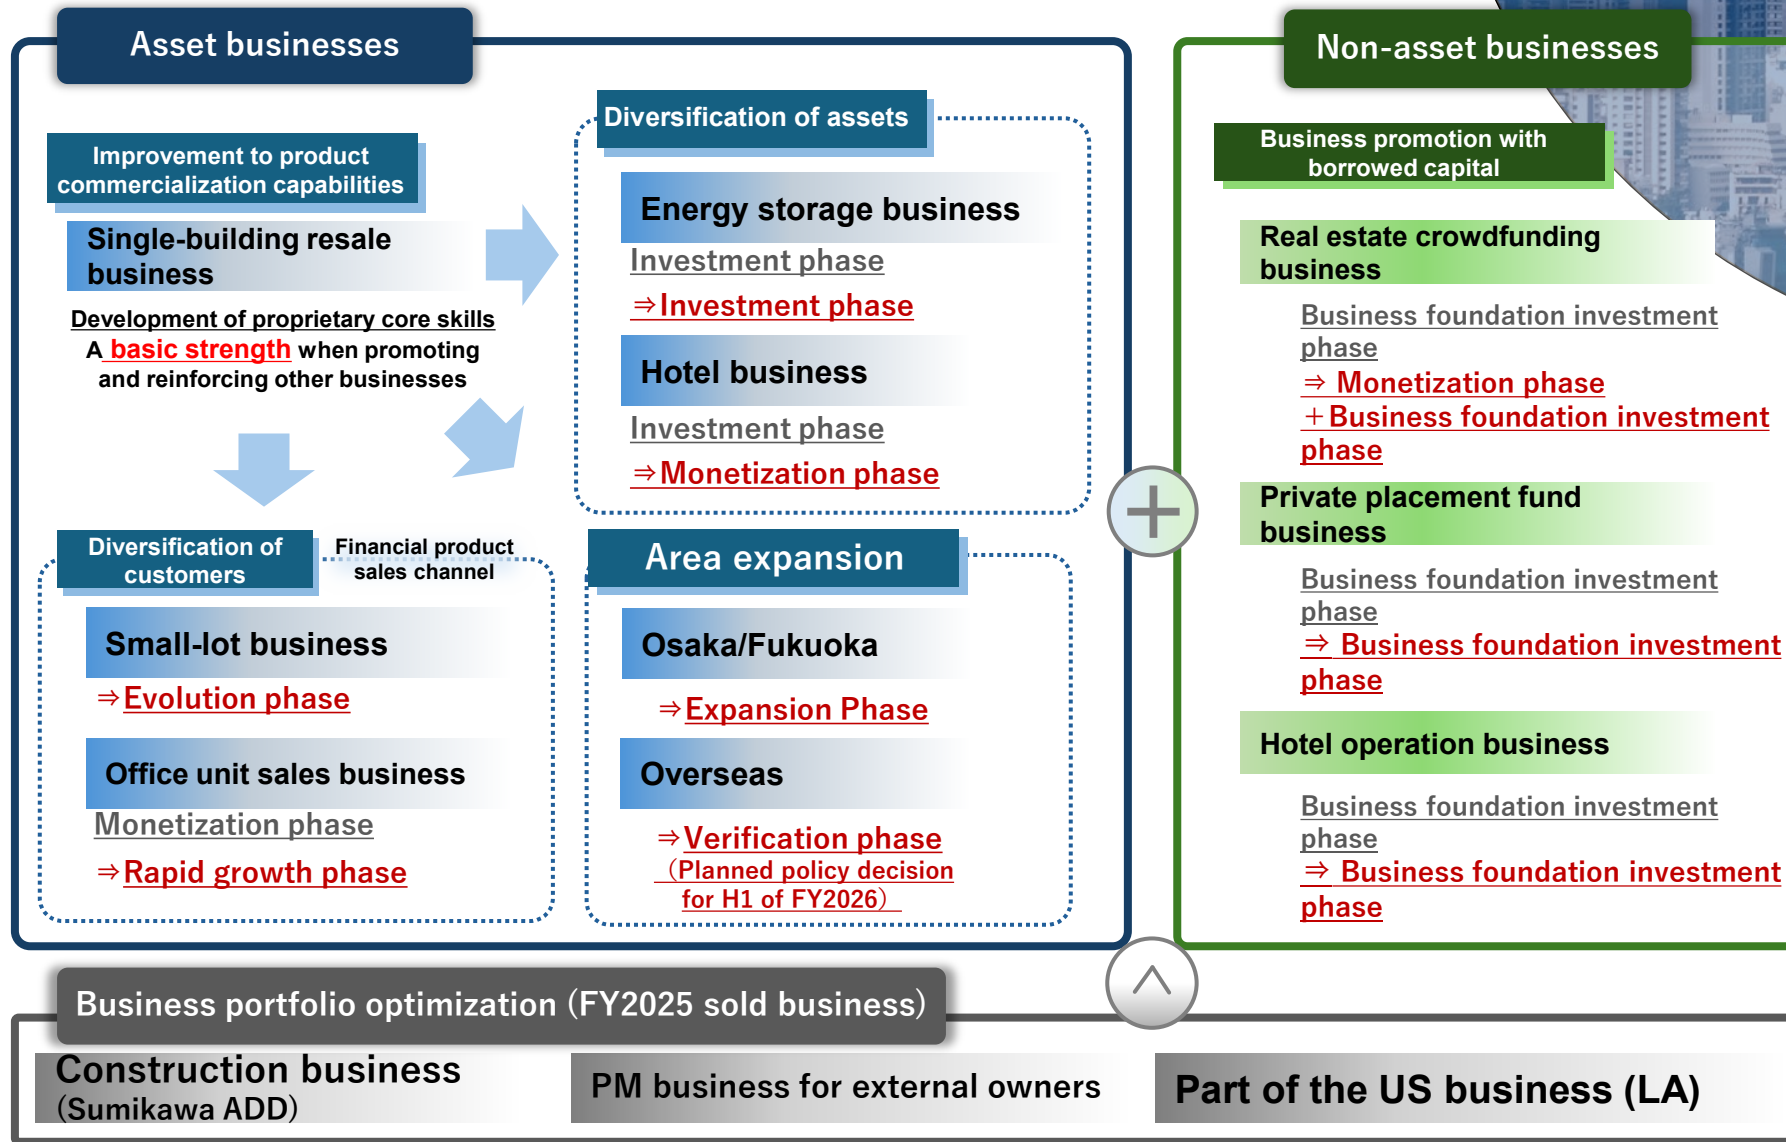 Asset businesses
Improvement to product
commercialization capabilities
Single-building resale
business
Development of proprietary core skills
A basic strength when promoting
and reinforcing other businesses
Diversification of assets
Energy storage business
Investment phase
⇒Investment phase
Hotel business
Investment phase
⇒Monetization phase
Diversification of
customers
Financial product
sales channel
Small-lot business
⇒Evolution phase
Office unit sales business
Monetization phase
⇒Rapid growth phase
Area expansion
Osaka/Fukuoka
⇒Expansion Phase
Overseas
⇒Verification phase
（Planned policy decision
for H1 of FY2026）
+
Non-asset businesses
Business promotion with
borrowed capital
Real estate crowdfunding
business
Business foundation investment
phase
⇒ Monetization phase
＋Business foundation investment
phase
Private placement fund
business
Business foundation investment
phase
⇒ Business foundation investment
phase
Hotel operation business
Business foundation investment
phase
⇒ Business foundation investment
phase
Business portfolio optimization (FY2025 sold business)
Construction business
(Sumikawa ADD)
PM business for external owners
Part of the US business (LA)